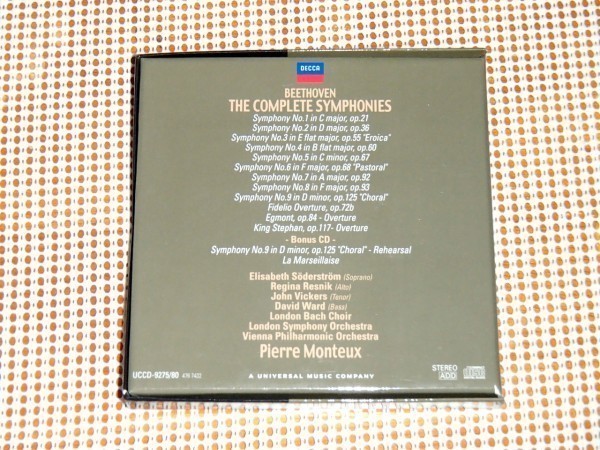 DECCA
BEETHOVEN
THE COMPLETE SYMPHONIES
Symphony No.1 in C major, op.21
Symphony No.2 in D major, op.36
Symphony No.3 in E flat major, op.55 "Eroica"
Symphony No.4 in B flat major, op.60
Symphony No.5 in C minor, op.67
Symphony No.6 in F major, op.68 "Pastoral"
Symphony No.7 in A major, op.92
Symphony No.8 in F major, op.93
Symphony No.9 in D minor, op.125 "Choral"
Fidelio Overture, op.72b
Egmont, op.84 - Overture
King Stephan, op.117- Overture
- Bonus CD -
Symphony No.9 in D minor, op.125 "Choral" - Rehearsal
La Marseillaise
Elisabeth Söderström (Soprano)
Regina Resnik (Alto)
John Vickers (Tenor)
David Ward (Bass)
London Bach Choir
London Symphony Orchestra
Vienna Philharmonic Orchestra
Pierre Monteux
UCCD-9275/80 476 7422
A UNIVERSAL MUSIC COMPANY
STEREO
ADD